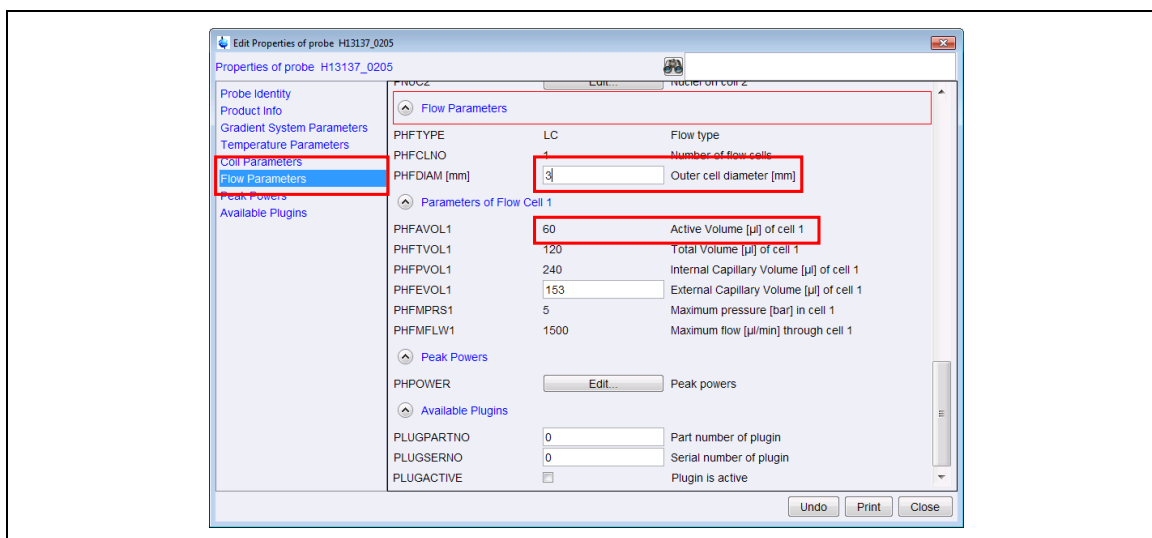 Edit Properties of probe H13137_0205
Properties of probe H13137_0205
Probe Identity
Product Info
Gradient System Parameters
Temperature Parameters
Coil Parameters
Flow Parameters
Peak Powers
Available Plugins
PNUC2 Edit... Nuclei on coil 2
Flow Parameters
PHFTYPE LC Flow type
PHFCLNO 1 Number of flow cells
PHFDIAM [mm] 3 Outer cell diameter [mm]
Parameters of Flow Cell 1
PHFAVOL1 60 Active Volume [µl] of cell 1
PHFTVOL1 120 Total Volume [µl] of cell 1
PHFPVOL1 240 Internal Capillary Volume [µl] of cell 1
PHFEVOL1 153 External Capillary Volume [µl] of cell 1
PHFMPRS1 5 Maximum pressure [bar] in cell 1
PHFMFLW1 1500 Maximum flow [µl/min] through cell 1
Peak Powers
PHPOWER Edit... Peak powers
Available Plugins
PLUGPARTNO 0 Part number of plugin
PLUGSERNO 0 Serial number of plugin
PLUGACTIVE Plugin is active
Undo Print Close